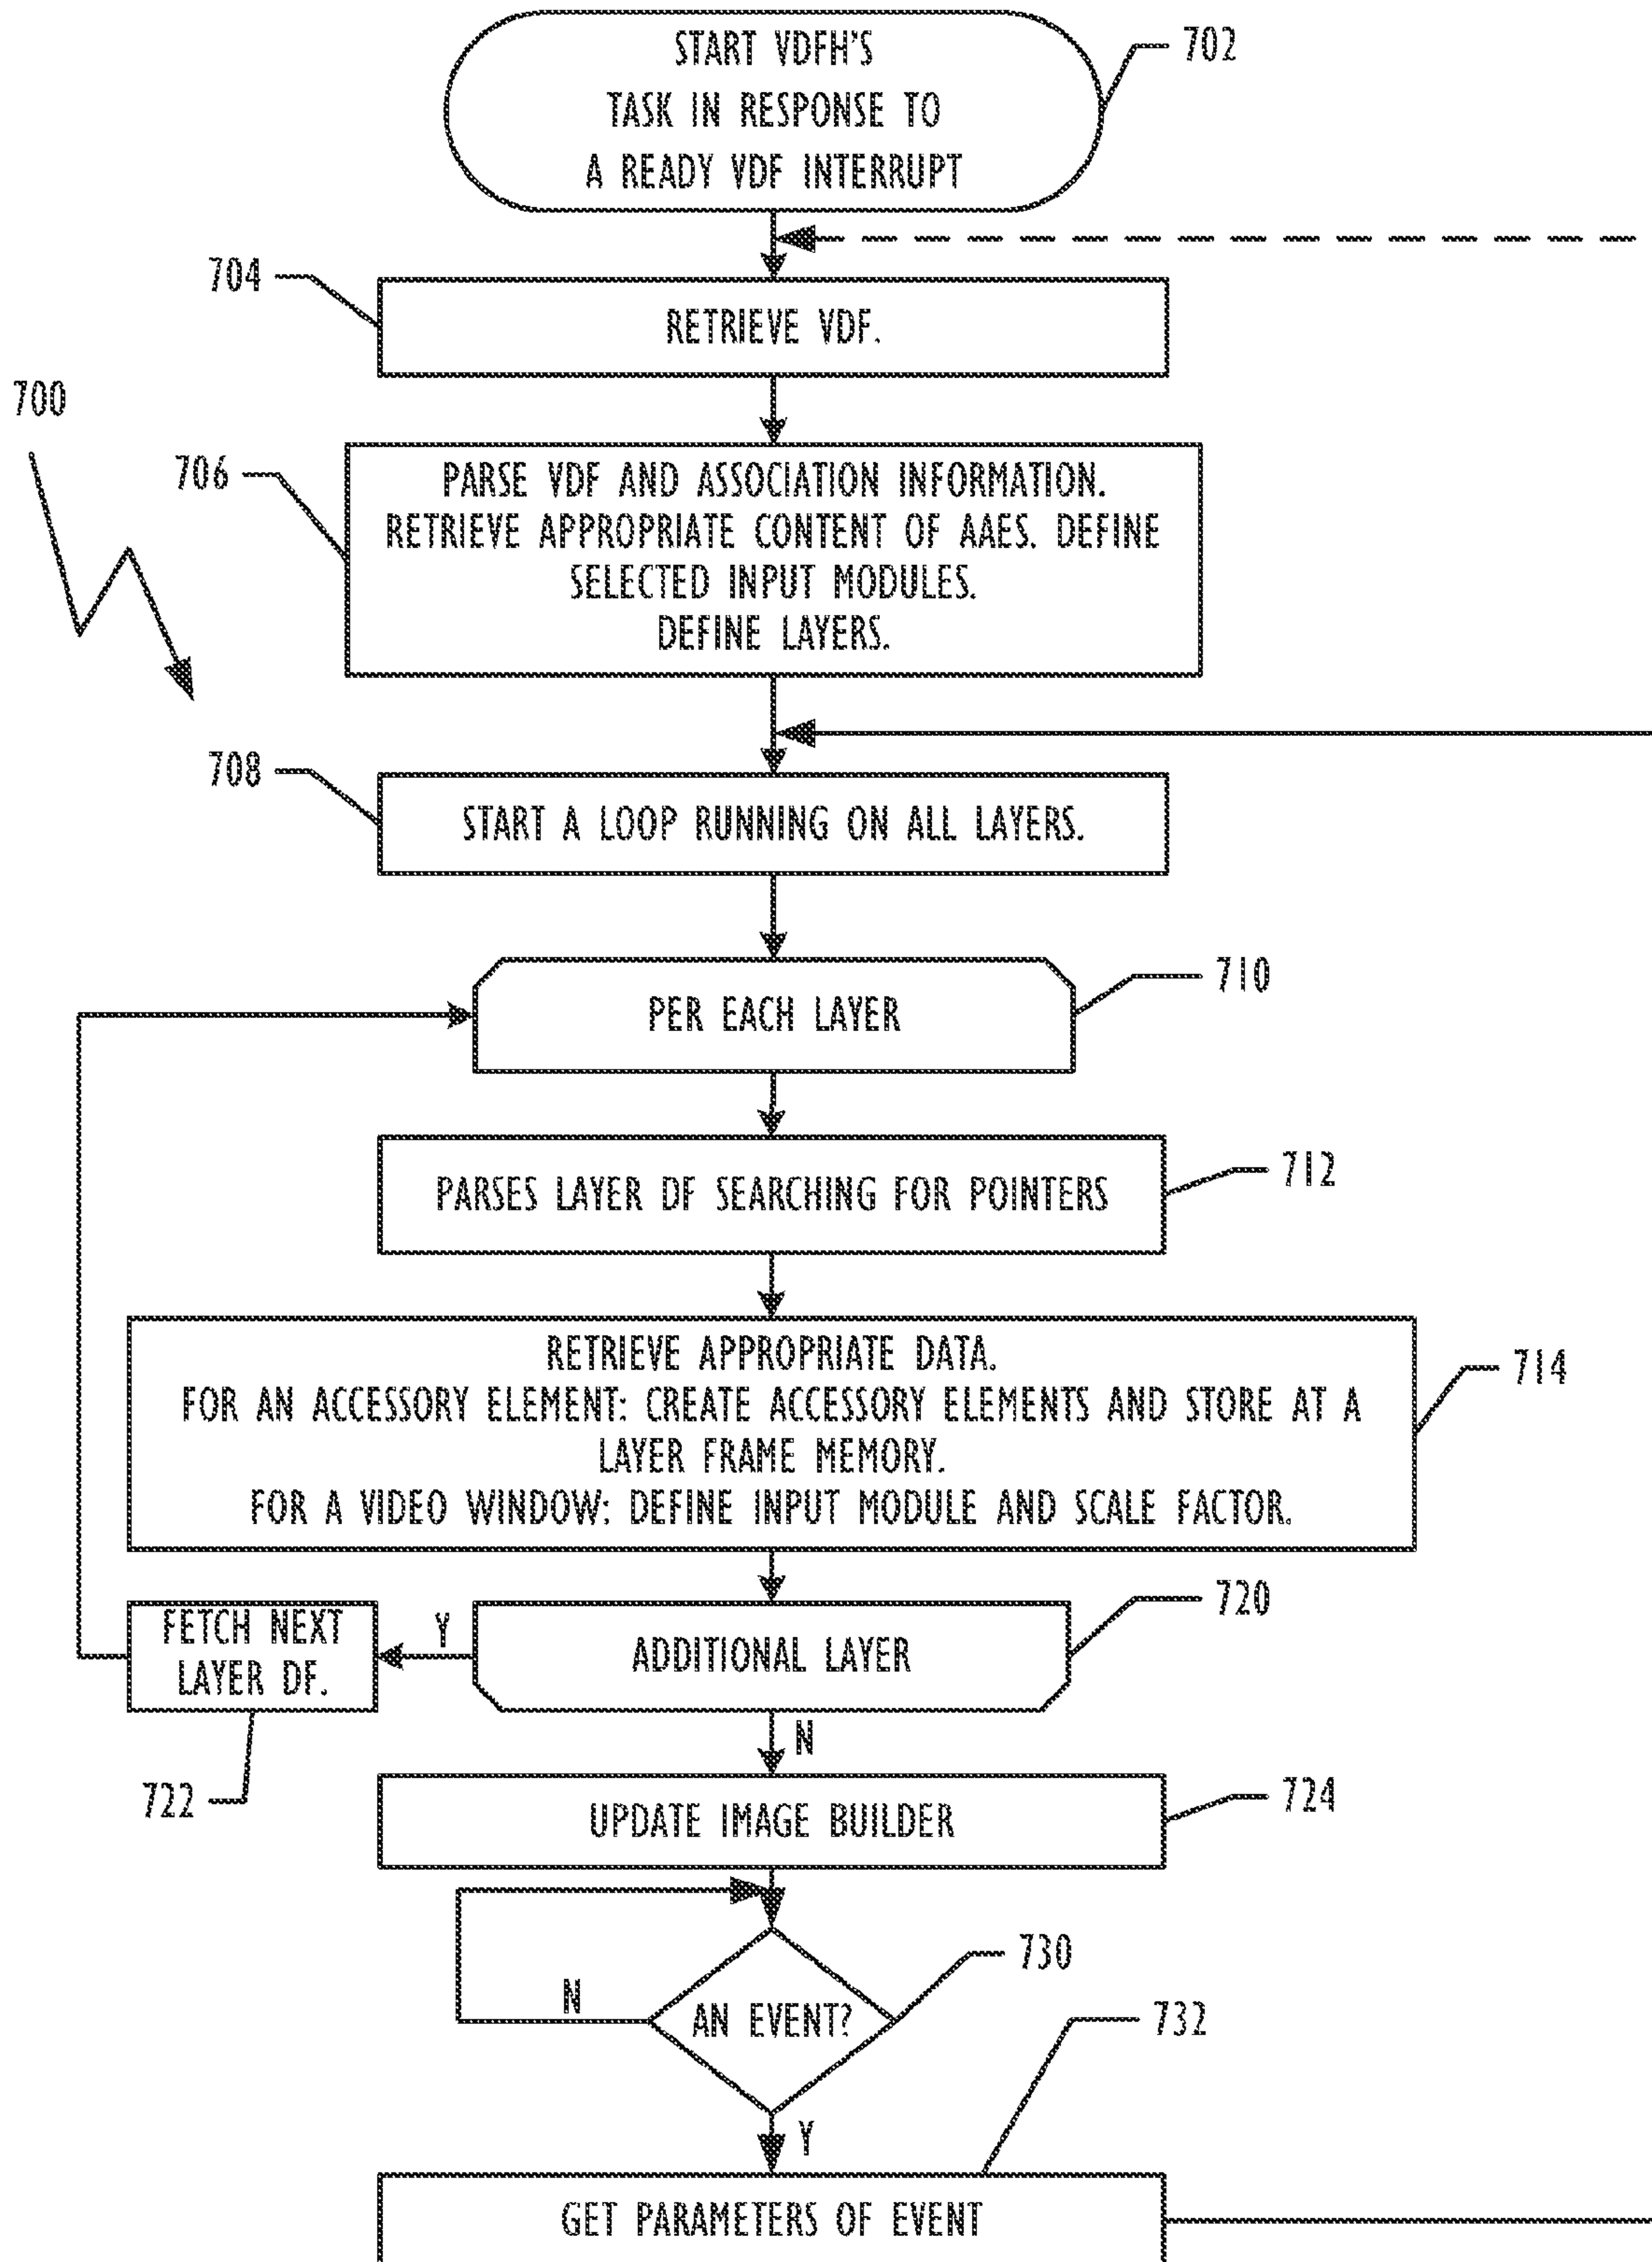 START VDFH'S
TASK IN RESPONSE TO
A READY VDF INTERRUPT
702
704
RETRIEVE VDF.
700
706
PARSE VDF AND ASSOCIATION INFORMATION.
RETRIEVE APPROPRIATE CONTENT OF AAES. DEFINE
SELECTED INPUT MODULES.
DEFINE LAYERS.
708
START A LOOP RUNNING ON ALL LAYERS.
710
PER EACH LAYER
712
PARSES LAYER DF SEARCHING FOR POINTERS
714
RETRIEVE APPROPRIATE DATA.
FOR AN ACCESSORY ELEMENT: CREATE ACCESSORY ELEMENTS AND STORE AT A
LAYER FRAME MEMORY.
FOR A VIDEO WINDOW: DEFINE INPUT MODULE AND SCALE FACTOR.
720
FETCH NEXT
LAYER DF.
Y
ADDITIONAL LAYER
N
722
724
UPDATE IMAGE BUILDER
730
N
AN EVENT?
732
Y
GET PARAMETERS OF EVENT